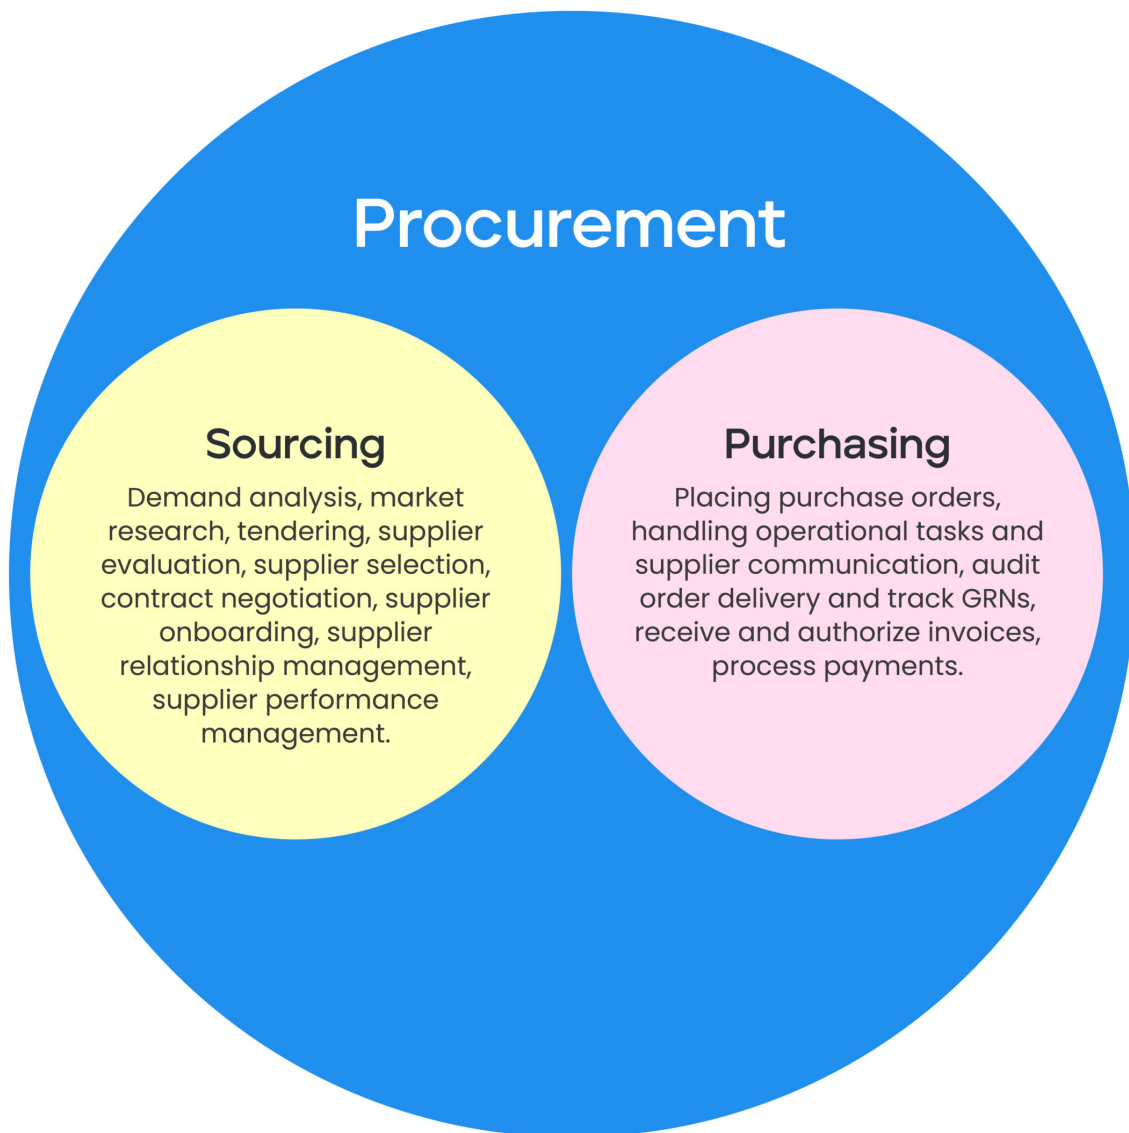 Procurement
Sourcing
Demand analysis, market
research, tendering, supplier
evaluation, supplier selection,
contract negotiation, supplier
onboarding, supplier
relationship management,
supplier performance
management.
Purchasing
Placing purchase orders,
handling operational tasks and
supplier communication, audit
order delivery and track GRNs,
receive and authorize invoices,
process payments.